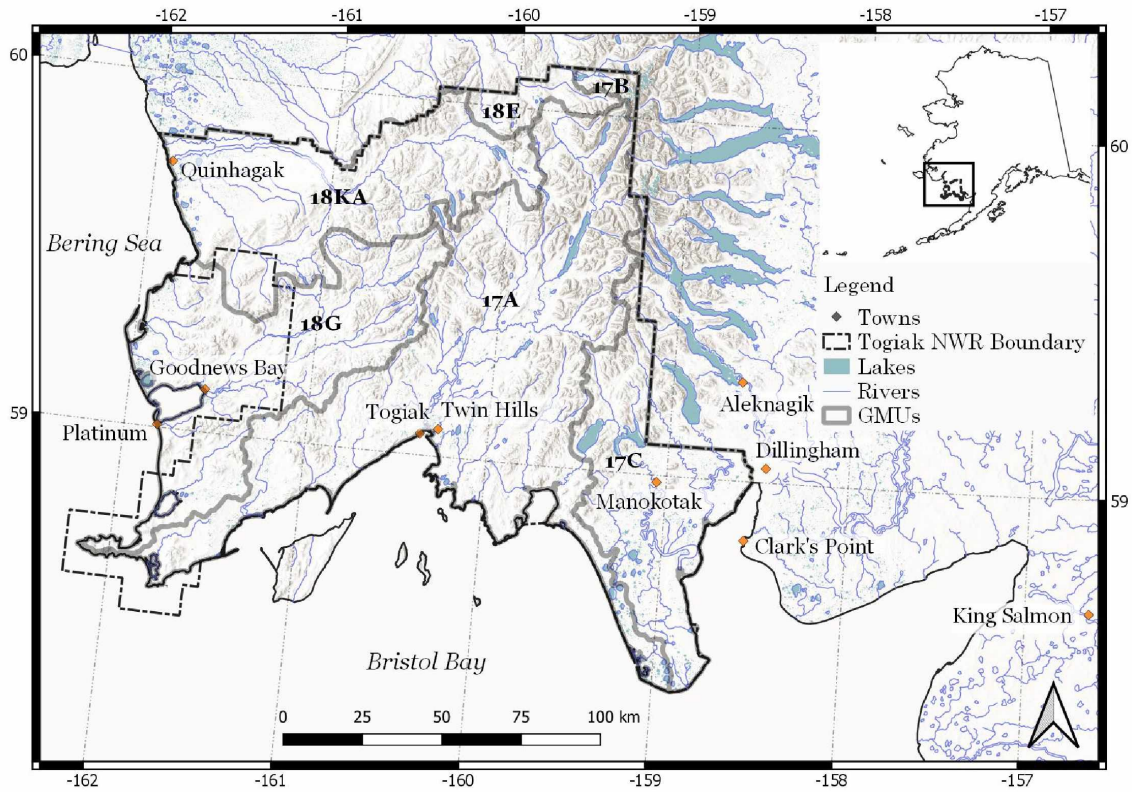 -162 -161 -160 -159 -158 -157
60
17B
18E
60
Quinhagak
18KA
Bering Sea
17A
18G
Legend
Towns
Togiak NWR Boundary
Lakes
Rivers
GMUs
Goodnews Bay
Aleknagik
59
Togiak Twin Hills
Platinum
Dillingham
17C
Manokotak
59
Clark's Point
King Salmon
Bristol Bay
0 25 50 75 100 km
-162 -161 -160 -159 -158 -157